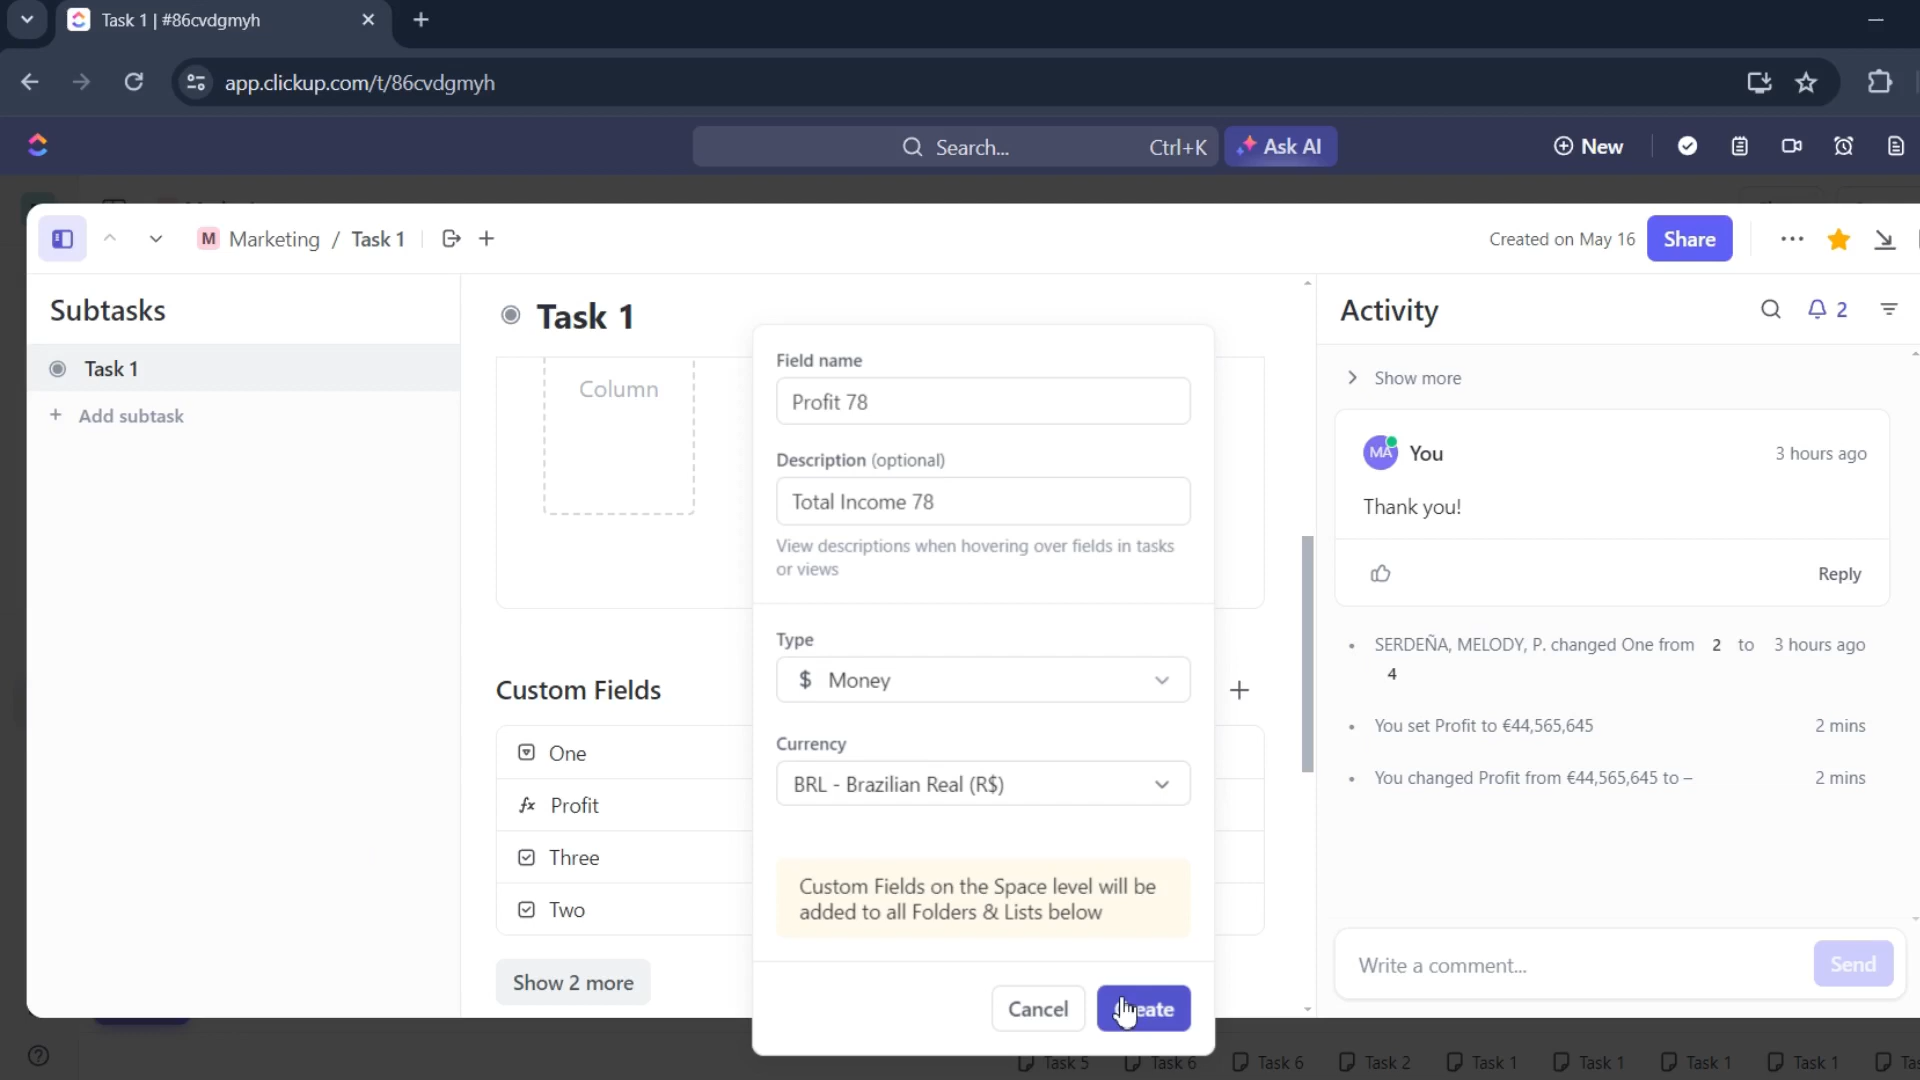 Task 1 | #86cvdgmyh
app.clickup.com/t/86cvdgmyh
Search...
Ctrl+K
Ask AI
New
M Marketing / Task 1
Created on May 16
Share
Subtasks
Task 1
Add subtask
Task 1
Column
Custom Fields
One
Profit
Three
Two
Show 2 more
Field name
Profit 78
Description (optional)
Total Income 78
View descriptions when hovering over fields in tasks
or views
Type
$ Money
Currency
BRL - Brazilian Real (R$)
Custom Fields on the Space level will be
added to all Folders & Lists below
Cancel
Activity
2
Show more
MA
You
3 hours ago
Thank you!
Reply
SERDEÑA, MELODY, P. changed One from 2 to 3 hours ago
4
You set Profit to €44,565,645 2 mins
You changed Profit from €44,565,645 to – 2 mins
Write a comment...
Send
Task 5
Task 6
Task 6
Task 2
Task 1
Task 1
Task 1
Task 1